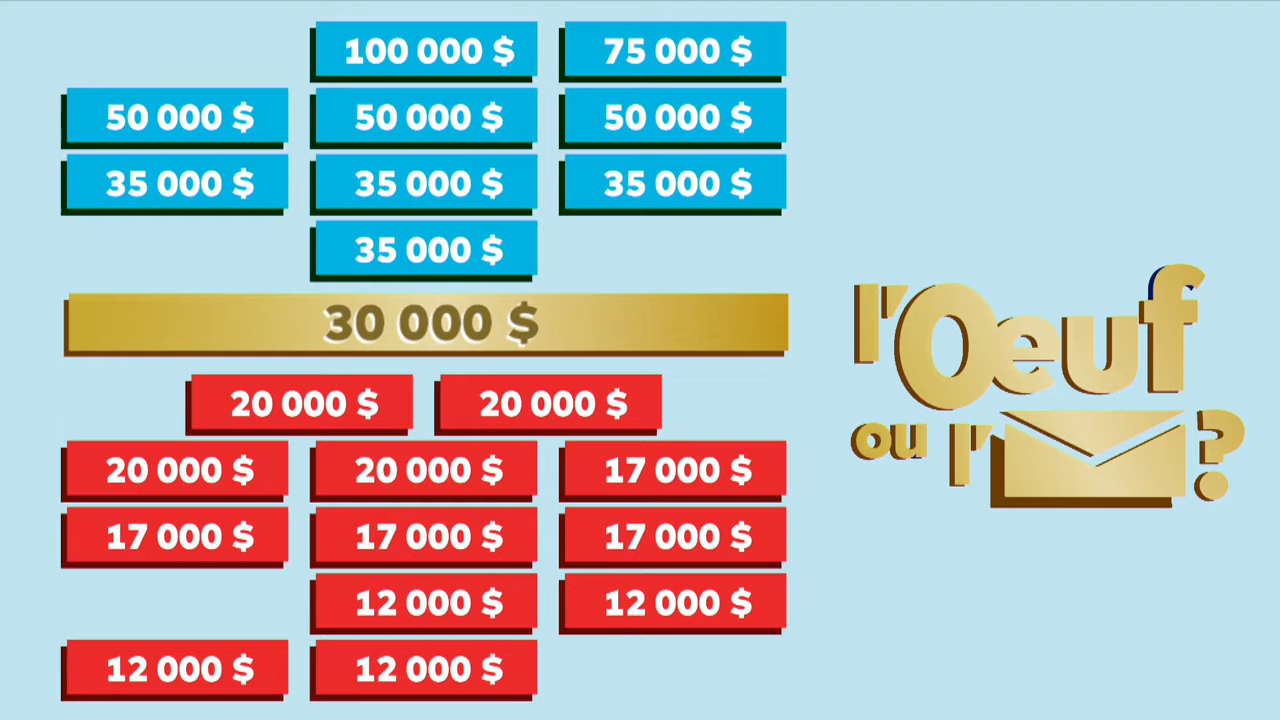 100 000 $ 75 000 $
50 000 $ 50 000 $ 50 000 $
35 000 $ 35 000 $ 35 000 $
35 000 $
30 000 $
20 000 $ 20 000 $
20 000 $ 20 000 $ 17 000 $
17 000 $ 17 000 $ 17 000 $
12 000 $ 12 000 $
12 000 $ 12 000 $
l'Oeuf
ou l' ?